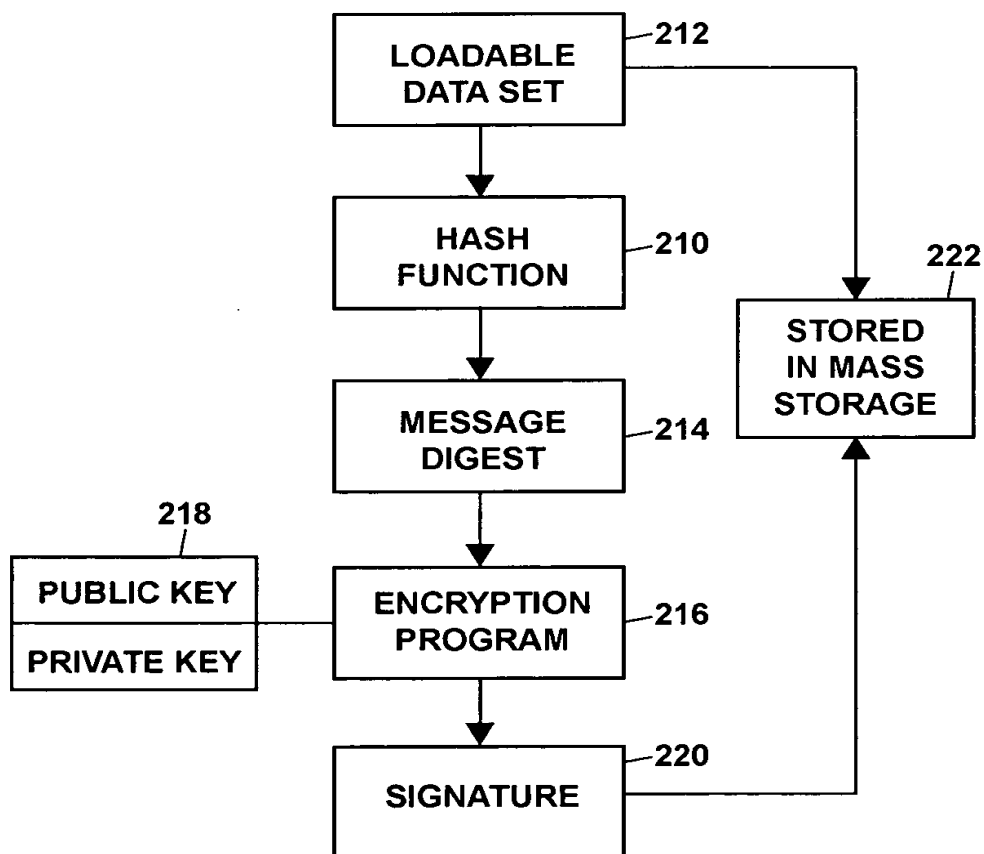 212
LOADABLE
DATA SET
HASH
FUNCTION
210
222
STORED
IN MASS
STORAGE
MESSAGE
DIGEST
214
218
PUBLIC KEY
PRIVATE KEY
ENCRYPTION
PROGRAM
216
220
SIGNATURE